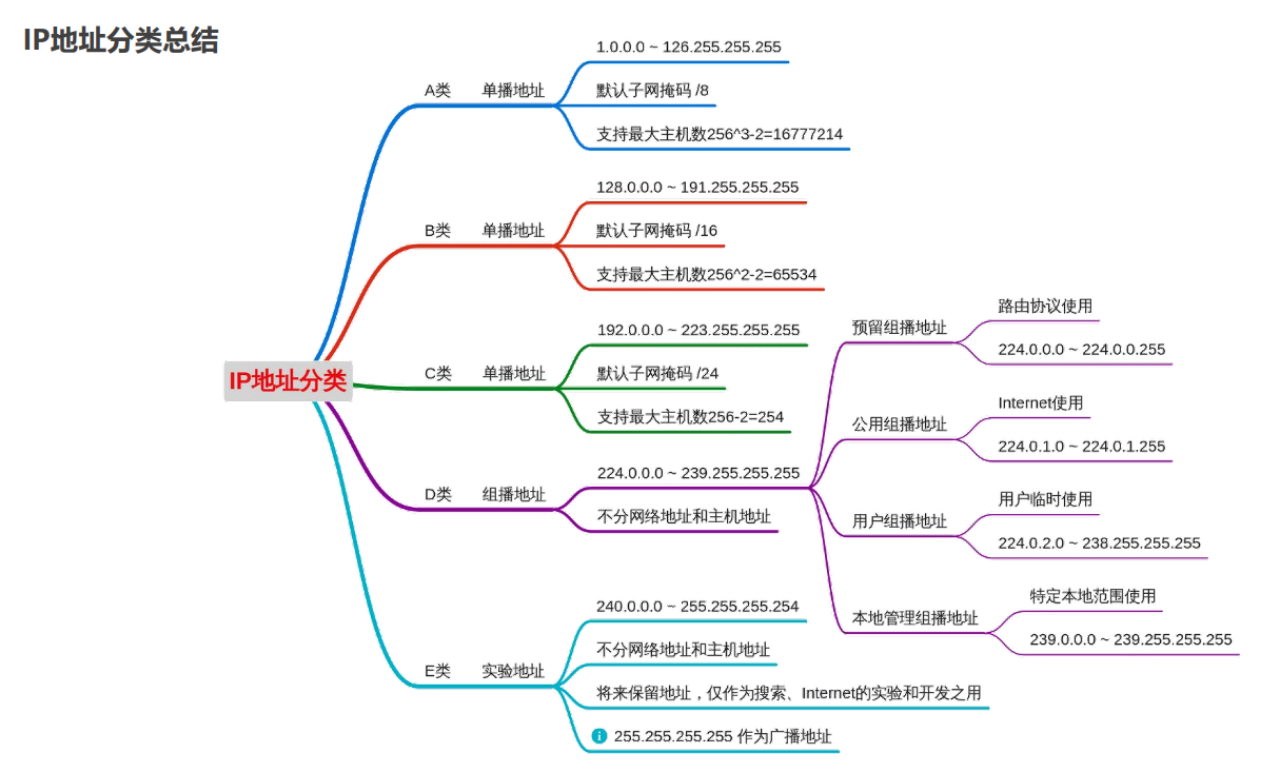 IP地址分类总结
IP地址分类
A类
单播地址
1.0.0.0 ~ 126.255.255.255
默认子网掩码 /8
支持最大主机数256^3-2=16777214
B类
单播地址
128.0.0.0 ~ 191.255.255.255
默认子网掩码 /16
支持最大主机数256^2-2=65534
C类
单播地址
192.0.0.0 ~ 223.255.255.255
默认子网掩码 /24
支持最大主机数256-2=254
D类
组播地址
224.0.0.0 ~ 239.255.255.255
预留组播地址
路由协议使用
224.0.0.0 ~ 224.0.0.255
公用组播地址
Internet使用
224.0.1.0 ~ 224.0.1.255
用户组播地址
用户临时使用
224.0.2.0 ~ 238.255.255.255
本地管理组播地址
特定本地范围使用
239.0.0.0 ~ 239.255.255.255
不分网络地址和主机地址
E类
实验地址
240.0.0.0 ~ 255.255.255.254
不分网络地址和主机地址
将来保留地址，仅作为搜索、Internet的实验和开发之用
255.255.255.255 作为广播地址